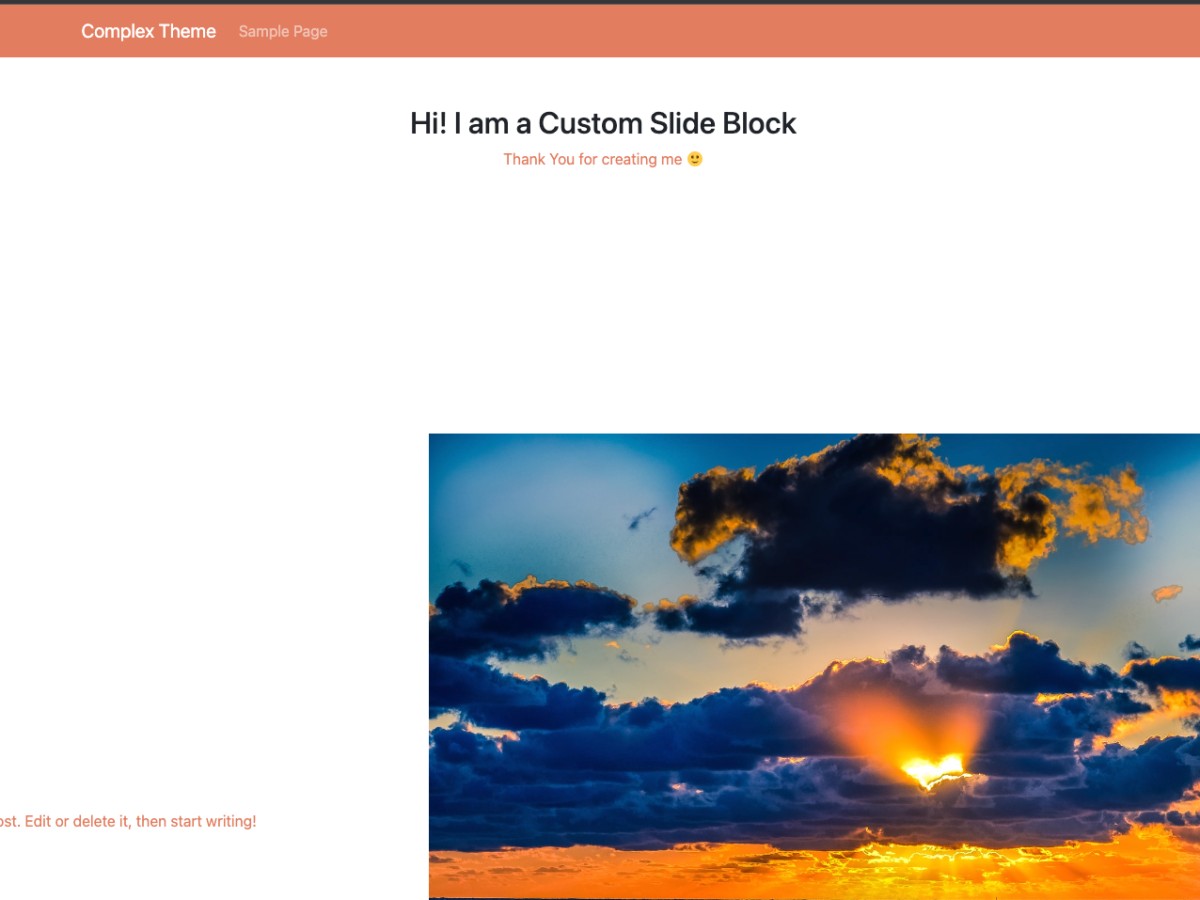 Complex Theme Sample Page
Hi! I am a Custom Slide Block
Thank You for creating me 🙂
Edit or delete it, then start writing!